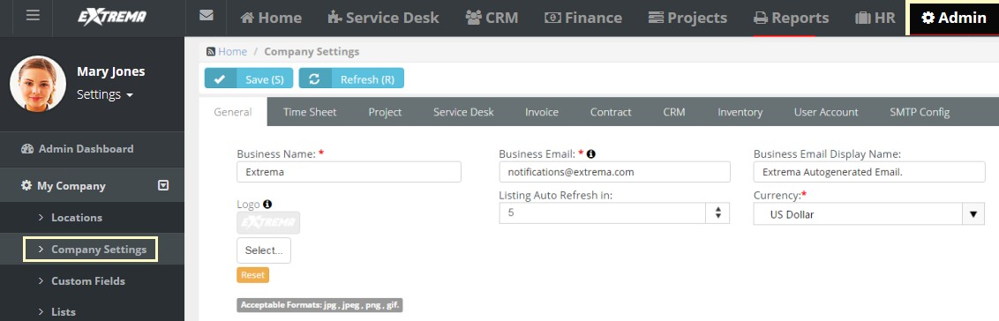 EXTREMA
Home
Service Desk
CRM
Finance
Projects
Reports
HR
Admin
Mary Jones
Settings
Home / Company Settings
Save (S)
Refresh (R)
General
Time Sheet
Project
Service Desk
Invoice
Contract
CRM
Inventory
User Account
SMTP Config
Admin Dashboard
My Company
Locations
Company Settings
Custom Fields
Lists
Business Name: *
Extrema
Business Email: *
notifications@extrema.com
Business Email Display Name:
Extrema Autogenerated Email.
Logo
EXTREMA
Select...
Reset
Acceptable Formats: jpg , jpeg , png , gif.
Listing Auto Refresh in:
5
Currency:*
US Dollar